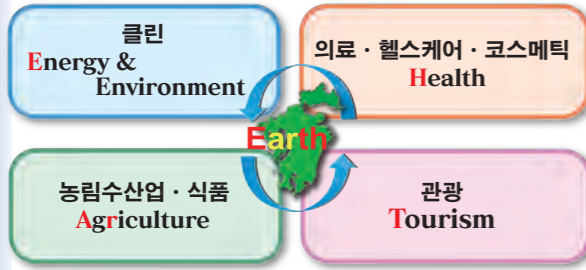 클린
Energy &
Environment
의료 · 헬스케어 · 코스메틱
Health
Earth
농림수산업 · 식품
Agriculture
관광
Tourism